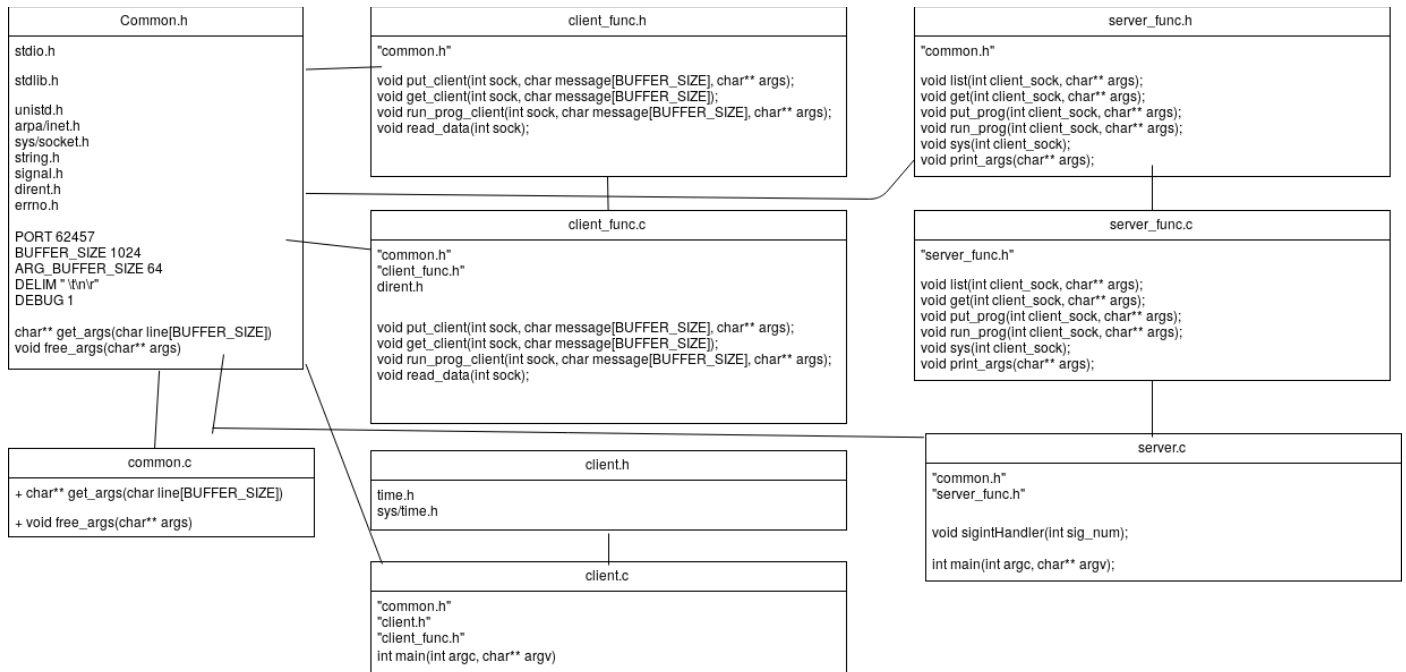 Common.h
stdio.h
stdlib.h
unistd.h
arpa/inet.h
sys/socket.h
string.h
signal.h
dirent.h
errno.h
PORT 62457
BUFFER_SIZE 1024
ARG_BUFFER_SIZE 64
DELIM " \t\n\r"
DEBUG 1
char** get_args(char line[BUFFER_SIZE])
void free_args(char** args)
common.c
+ char** get_args(char line[BUFFER_SIZE])
+ void free_args(char** args)
client_func.h
"common.h"
void put_client(int sock, char message[BUFFER_SIZE], char** args);
void get_client(int sock, char message[BUFFER_SIZE]);
void run_prog_client(int sock, char message[BUFFER_SIZE], char** args);
void read_data(int sock);
client_func.c
"common.h"
"client_func.h"
dirent.h
void put_client(int sock, char message[BUFFER_SIZE], char** args);
void get_client(int sock, char message[BUFFER_SIZE]);
void run_prog_client(int sock, char message[BUFFER_SIZE], char** args);
void read_data(int sock);
client.h
time.h
sys/time.h
client.c
"common.h"
"client.h"
"client_func.h"
int main(int argc, char** argv)
server_func.h
"common.h"
void list(int client_sock, char** args);
void get(int client_sock, char** args);
void put_prog(int client_sock, char** args);
void run_prog(int client_sock, char** args);
void sys(int client_sock);
void print_args(char** args);
server_func.c
"server_func.h"
void list(int client_sock, char** args);
void get(int client_sock, char** args);
void put_prog(int client_sock, char** args);
void run_prog(int client_sock, char** args);
void sys(int client_sock);
void print_args(char** args);
server.c
"common.h"
"server_func.h"
void sigintHandler(int sig_num);
int main(int argc, char** argv);